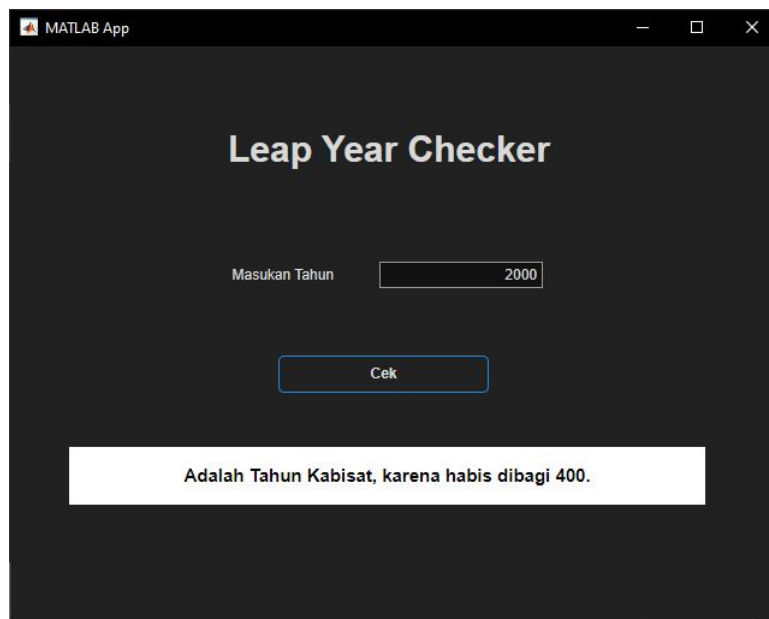 MATLAB App
Leap Year Checker
Masukan Tahun 2000
Cek
Adalah Tahun Kabisat, karena habis dibagi 400.